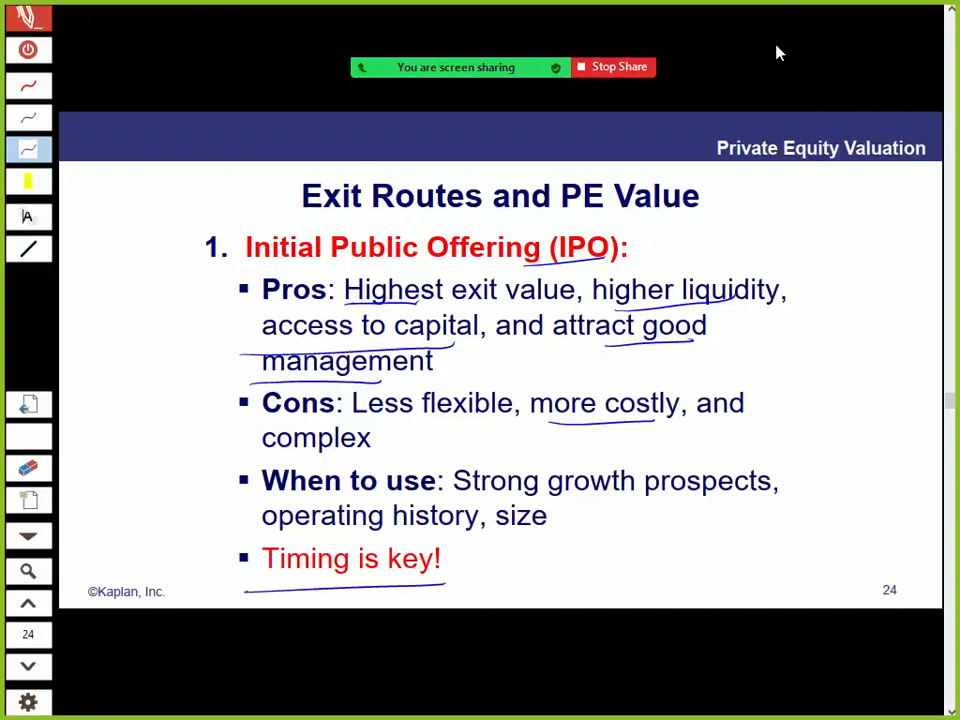 You are screen sharing
Stop Share
Private Equity Valuation
Exit Routes and PE Value
1. Initial Public Offering (IPO):
▪ Pros: Highest exit value, higher liquidity,
access to capital, and attract good
management
▪ Cons: Less flexible, more costly, and
complex
▪ When to use: Strong growth prospects,
operating history, size
▪ Timing is key!
©Kaplan, Inc.
24
A
24